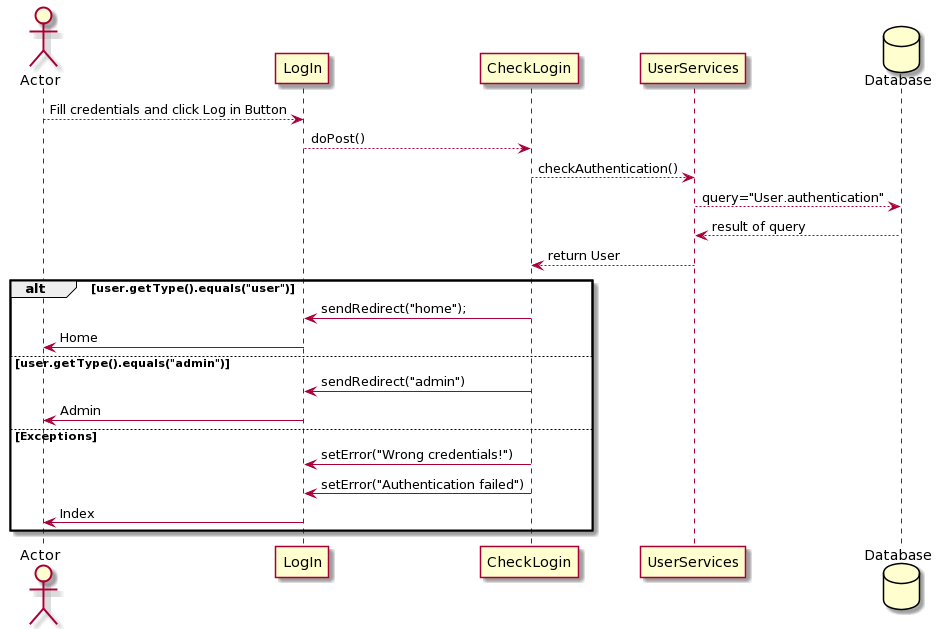 Actor
LogIn
CheckLogin
UserServices
Database
Fill credentials and click Log in Button
doPost()
checkAuthentication()
query="User.authentication"
result of query
return User
alt [user.getType().equals("user")]
sendRedirect("home");
Home
[user.getType().equals("admin")]
sendRedirect("admin")
Admin
[Exceptions]
setError("Wrong credentials!")
setError("Authentication failed")
Index
Actor
LogIn
CheckLogin
UserServices
Database